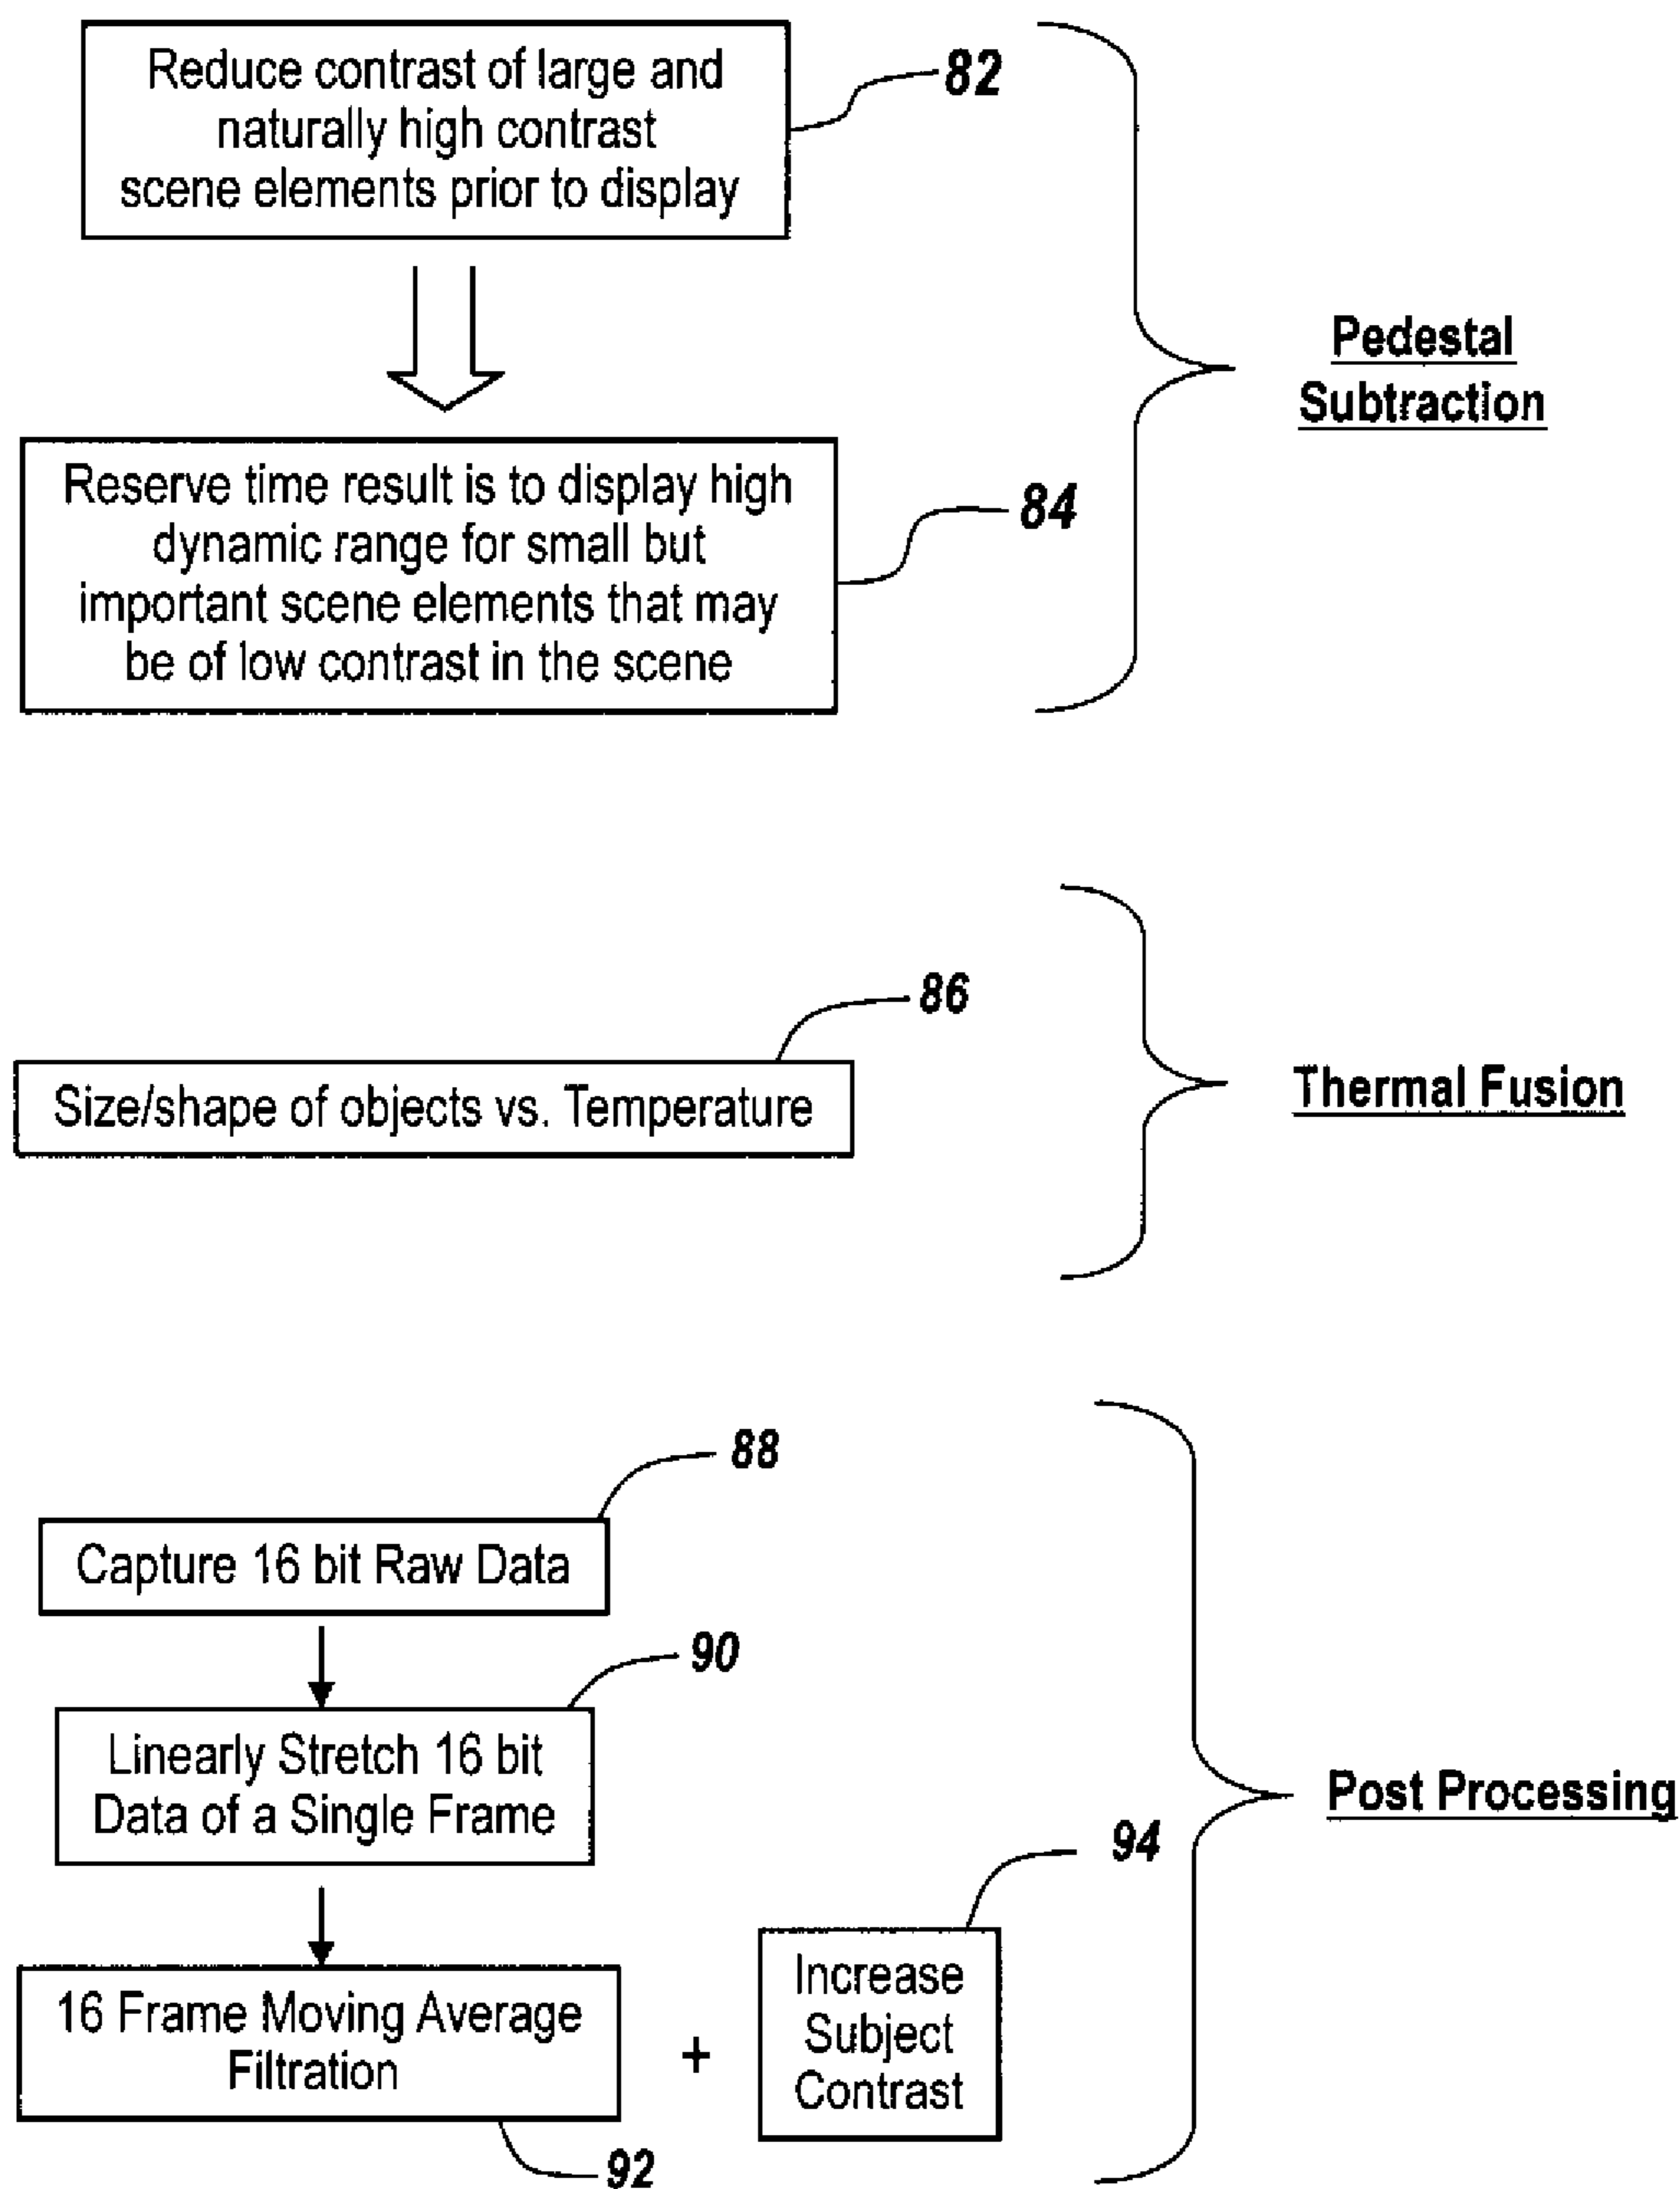 Reduce contrast of large and
naturally high contrast
scene elements prior to display
82
Reserve time result is to display high
dynamic range for small but
important scene elements that may
be of low contrast in the scene
84
Pedestal
Subtraction
86
Size/shape of objects vs. Temperature
Thermal Fusion
88
Capture 16 bit Raw Data
90
Linearly Stretch 16 bit
Data of a Single Frame
16 Frame Moving Average
Filtration
92
+
94
Increase
Subject
Contrast
Post Processing